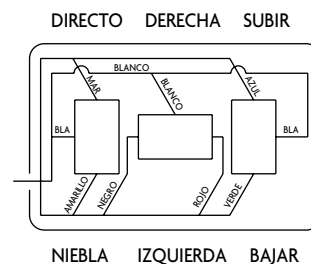 DIRECTO DERECHA SUBIR
BLANCO
MAR
BLANCO
AZUL
BLA
BLA
AMARILLO
NEGRO
ROJO
VERDE
NIEBLA IZQUIERDA BAJAR